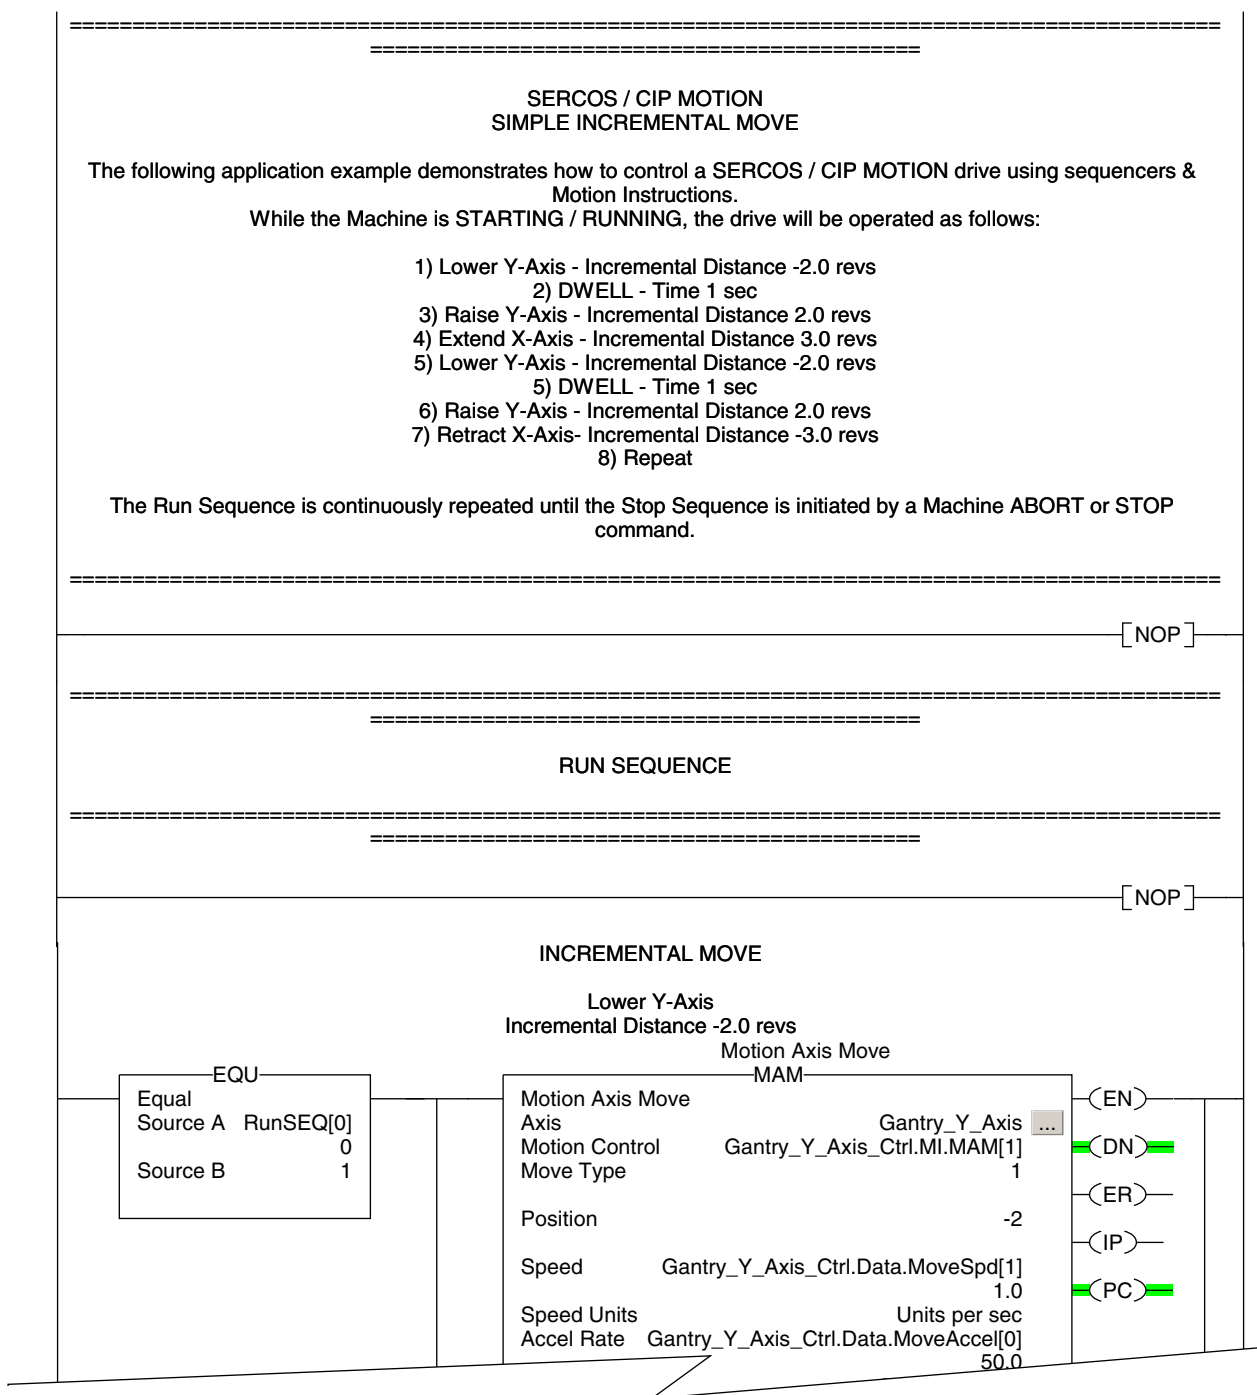 ================================================================================================
==============================================
SERCOS / CIP MOTION
SIMPLE INCREMENTAL MOVE
The following application example demonstrates how to control a SERCOS / CIP MOTION drive using sequencers &
Motion Instructions.
While the Machine is STARTING / RUNNING, the drive will be operated as follows:
1) Lower Y-Axis - Incremental Distance -2.0 revs
2) DWELL - Time 1 sec
3) Raise Y-Axis - Incremental Distance 2.0 revs
4) Extend X-Axis - Incremental Distance 3.0 revs
5) Lower Y-Axis - Incremental Distance -2.0 revs
5) DWELL - Time 1 sec
6) Raise Y-Axis - Incremental Distance 2.0 revs
7) Retract X-Axis- Incremental Distance -3.0 revs
8) Repeat
The Run Sequence is continuously repeated until the Stop Sequence is initiated by a Machine ABORT or STOP
command.
================================================================================================
NOP
================================================================================================
==============================================
RUN SEQUENCE
================================================================================================
==============================================
NOP
INCREMENTAL MOVE
Lower Y-Axis
Incremental Distance -2.0 revs
Motion Axis Move
EQU
MAM
Equal
Source A RunSEQ[0]
0
Source B 1
Motion Axis Move
Axis Gantry_Y_Axis ...
Motion Control Gantry_Y_Axis_Ctrl.MI.MAM[1]
Move Type 1
Position -2
Speed Gantry_Y_Axis_Ctrl.Data.MoveSpd[1]
1.0
Speed Units Units per sec
Accel Rate Gantry_Y_Axis_Ctrl.Data.MoveAccel[0]
50.0
EN
DN
ER
IP
PC